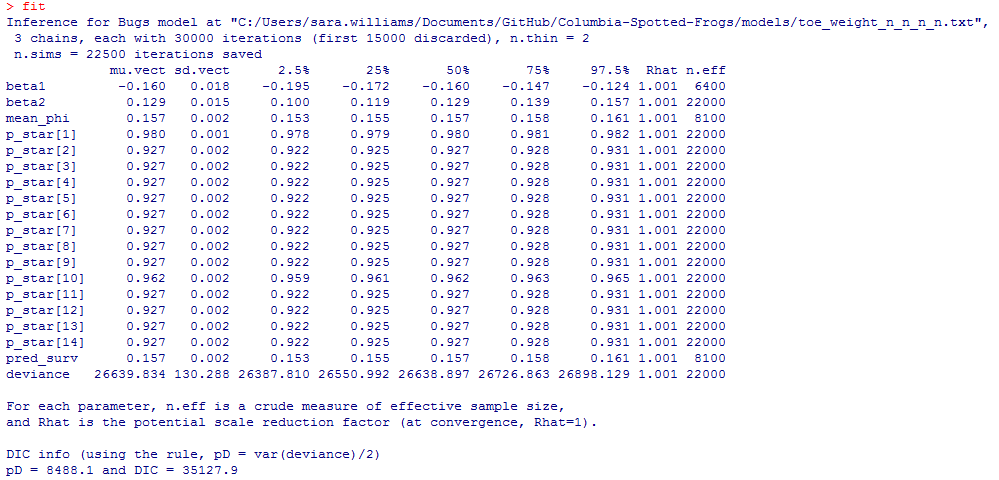 > fit
Inference for Bugs model at "C:/Users/sara.williams/Documents/GitHub/Columbia-Spotted-Frogs/models/toe_weight_n_n_n_n.txt",
 3 chains, each with 30000 iterations (first 15000 discarded), n.thin = 2
 n.sims = 22500 iterations saved
mu.vect sd.vect 2.5% 25% 50% 75% 97.5% Rhat n.eff
beta1 -0.160 0.018 -0.195 -0.172 -0.160 -0.147 -0.124 1.001 6400
beta2 0.129 0.015 0.100 0.119 0.129 0.139 0.157 1.001 22000
mean_phi 0.157 0.002 0.153 0.155 0.157 0.158 0.161 1.001 8100
p_star[1] 0.980 0.001 0.978 0.979 0.980 0.981 0.982 1.001 22000
p_star[2] 0.927 0.002 0.922 0.925 0.927 0.928 0.931 1.001 22000
p_star[3] 0.927 0.002 0.922 0.925 0.927 0.928 0.931 1.001 22000
p_star[4] 0.927 0.002 0.922 0.925 0.927 0.928 0.931 1.001 22000
p_star[5] 0.927 0.002 0.922 0.925 0.927 0.928 0.931 1.001 22000
p_star[6] 0.927 0.002 0.922 0.925 0.927 0.928 0.931 1.001 22000
p_star[7] 0.927 0.002 0.922 0.925 0.927 0.928 0.931 1.001 22000
p_star[8] 0.927 0.002 0.922 0.925 0.927 0.928 0.931 1.001 22000
p_star[9] 0.927 0.002 0.922 0.925 0.927 0.928 0.931 1.001 22000
p_star[10] 0.962 0.002 0.959 0.961 0.962 0.963 0.965 1.001 22000
p_star[11] 0.927 0.002 0.922 0.925 0.927 0.928 0.931 1.001 22000
p_star[12] 0.927 0.002 0.922 0.925 0.927 0.928 0.931 1.001 22000
p_star[13] 0.927 0.002 0.922 0.925 0.927 0.928 0.931 1.001 22000
p_star[14] 0.927 0.002 0.922 0.925 0.927 0.928 0.931 1.001 22000
pred_surv 0.157 0.002 0.153 0.155 0.157 0.158 0.161 1.001 8100
deviance 26639.834 130.288 26387.810 26550.992 26638.897 26726.863 26898.129 1.001 22000

For each parameter, n.eff is a crude measure of effective sample size,
and Rhat is the potential scale reduction factor (at convergence, Rhat=1).

DIC info (using the rule, pD = var(deviance)/2)
pD = 8488.1 and DIC = 35127.9